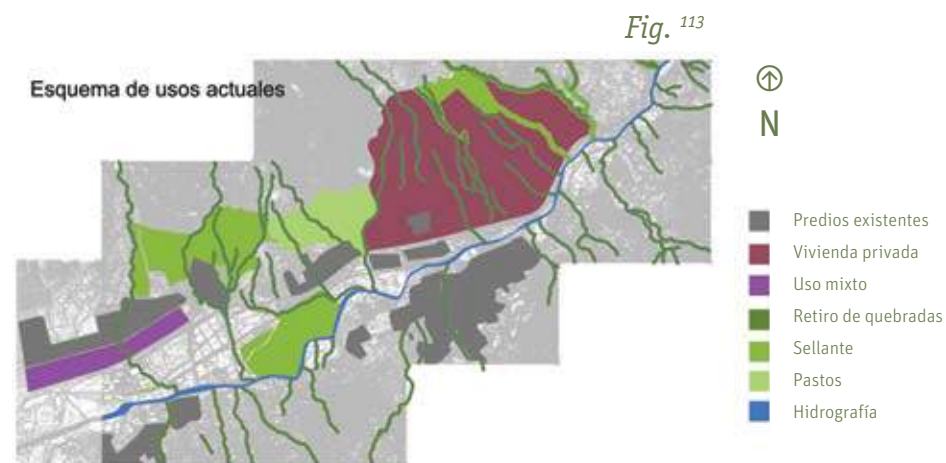 Fig. 113
Esquema de usos actuales
N
Predios existentes
Vivienda privada
Uso mixto
Retiro de quebradas
Sellante
Pastos
Hidrografía